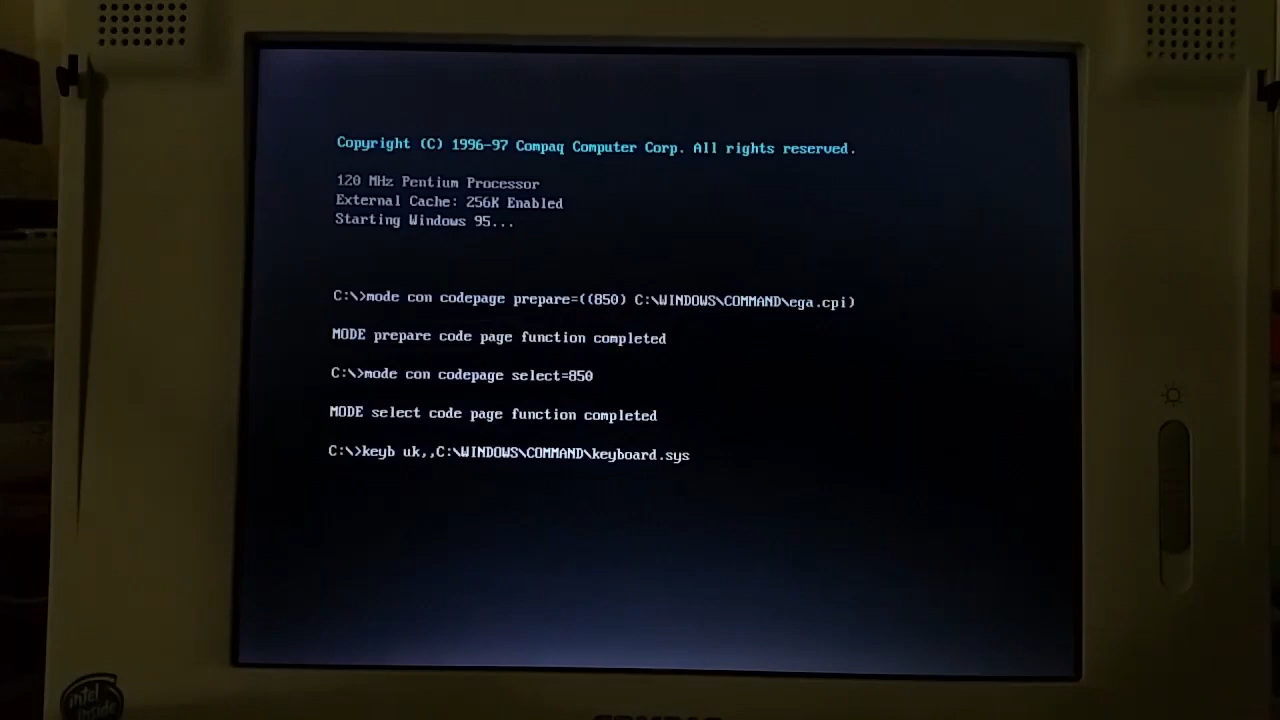 Copyright (C) 1996-97 Compaq Computer Corp. All rights reserved.
120 MHz Pentium Processor
External Cache: 256K Enabled
Starting Windows 95...
C:\>mode con codepage prepare=((850) C:\WINDOWS\COMMAND\ega.cpi)
MODE prepare code page function completed
C:\>mode con codepage select=850
MODE select code page function completed
C:\>keyb uk,,C:\WINDOWS\COMMAND\keyboard.sys
intel
inside